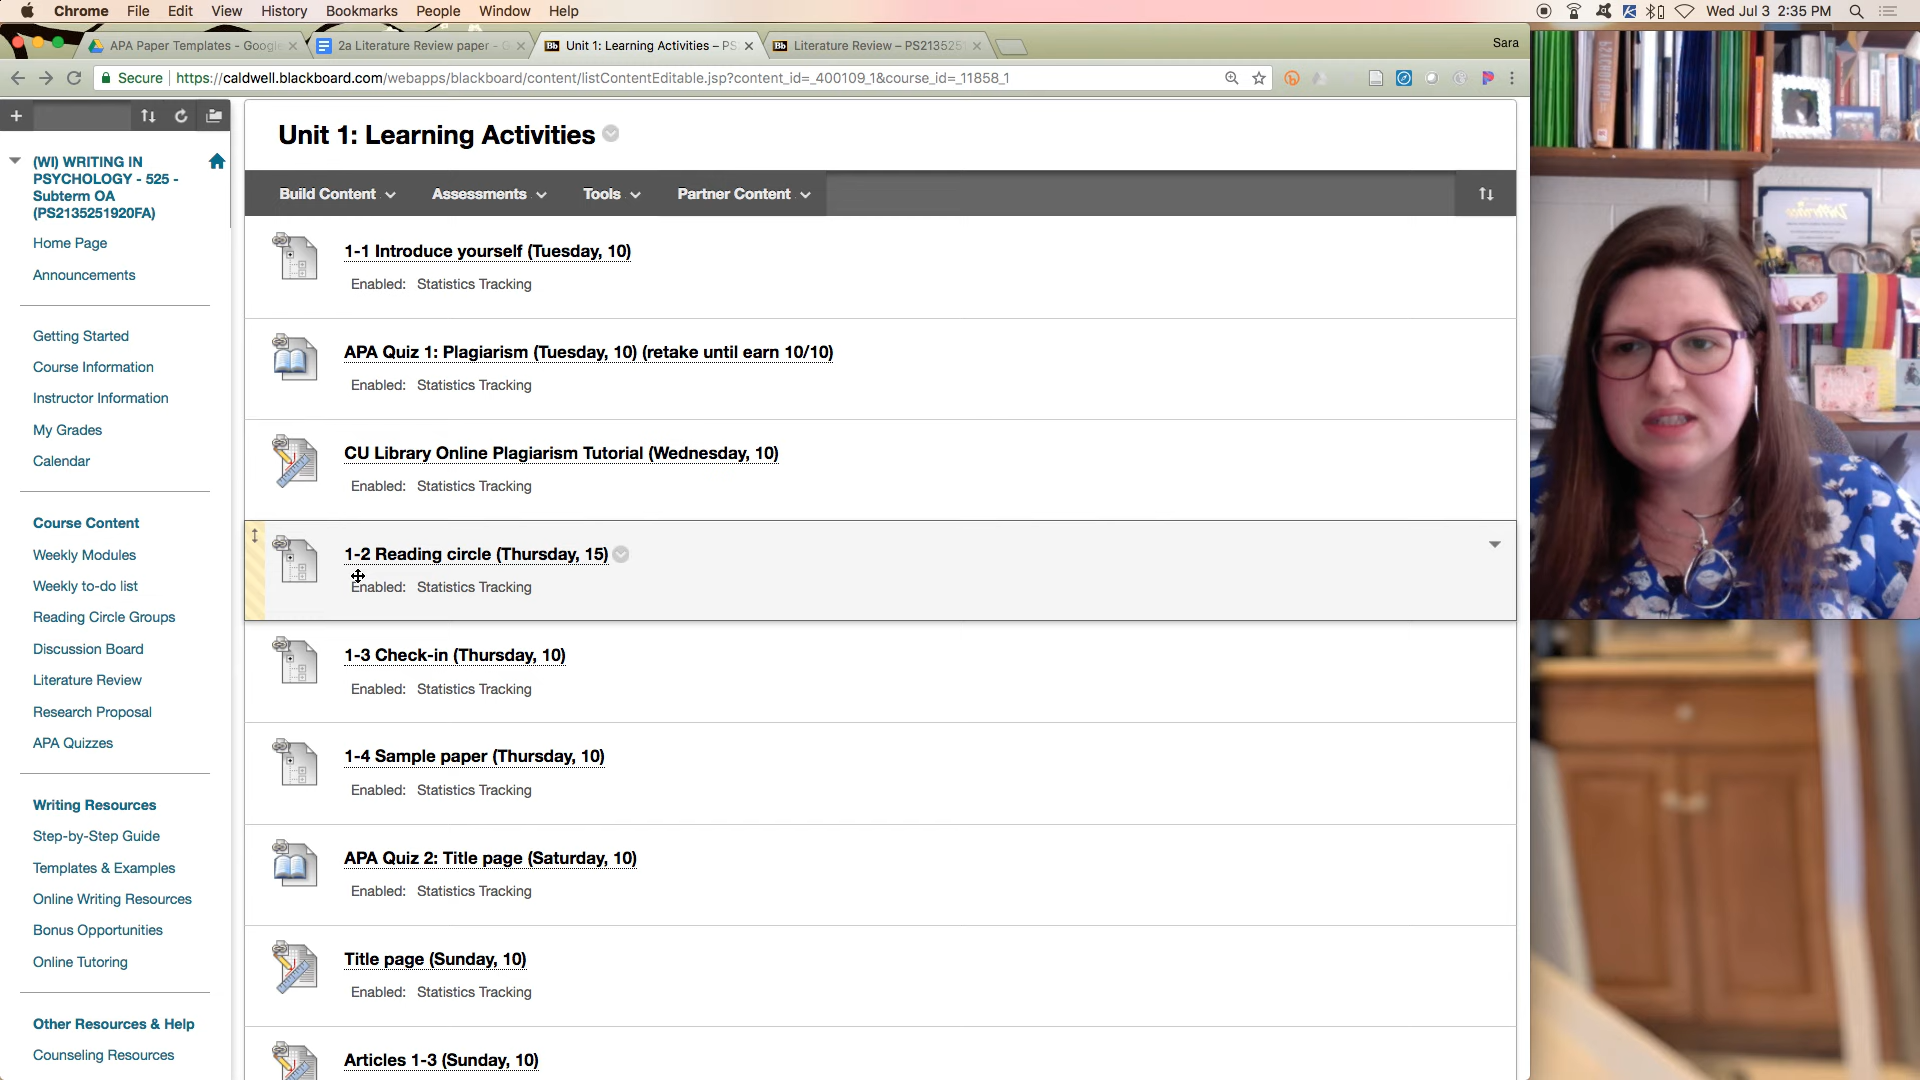 Chrome File Edit View History Bookmarks People Window Help Wed Jul 3 2:35 PM
APA Paper Templates - Google 2a Literature Review paper - G Unit 1: Learning Activities – PS Literature Review – PS213525 Sara
Secure https://caldwell.blackboard.com/webapps/blackboard/content/listContentEditable.jsp?content_id=_400109_1&course_id=_11858_1
(WI) WRITING IN
PSYCHOLOGY - 525 -
Subterm OA
(PS2135251920FA)
Home Page
Announcements
Getting Started
Course Information
Instructor Information
My Grades
Calendar
Course Content
Weekly Modules
Weekly to-do list
Reading Circle Groups
Discussion Board
Literature Review
Research Proposal
APA Quizzes
Writing Resources
Step-by-Step Guide
Templates & Examples
Online Writing Resources
Bonus Opportunities
Online Tutoring
Other Resources & Help
Counseling Resources
Unit 1: Learning Activities
Build Content Assessments Tools Partner Content
1-1 Introduce yourself (Tuesday, 10)
Enabled: Statistics Tracking
APA Quiz 1: Plagiarism (Tuesday, 10) (retake until earn 10/10)
Enabled: Statistics Tracking
CU Library Online Plagiarism Tutorial (Wednesday, 10)
Enabled: Statistics Tracking
1-2 Reading circle (Thursday, 15)
Enabled: Statistics Tracking
1-3 Check-in (Thursday, 10)
Enabled: Statistics Tracking
1-4 Sample paper (Thursday, 10)
Enabled: Statistics Tracking
APA Quiz 2: Title page (Saturday, 10)
Enabled: Statistics Tracking
Title page (Sunday, 10)
Enabled: Statistics Tracking
Articles 1-3 (Sunday, 10)
Difference